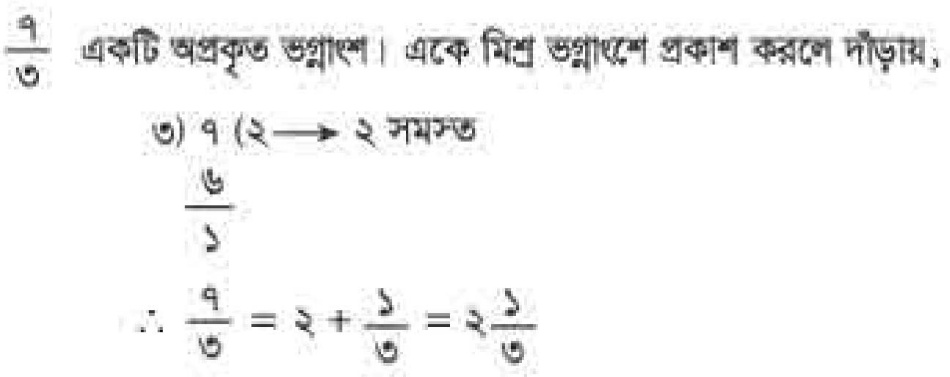 ৭/৩ একটি অপ্রকৃত ভগ্নাংশ। একে মিশ্র ভগ্নাংশে প্রকাশ করলে দাঁড়ায়,
৩) ৭ (২ → ২ সমস্ত
৬
১
∴ ৭/৩ = ২ + ১/৩ = ২ ১/৩